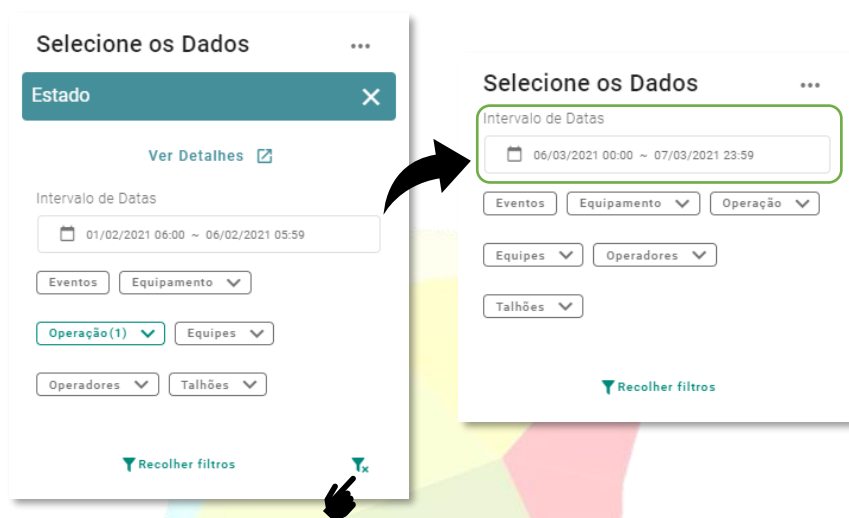 Selecione os Dados
Estado
Ver Detalhes
Intervalo de Datas
01/02/2021 06:00 ~ 06/02/2021 05:59
Eventos
Equipamento
Operação(1)
Equipes
Operadores
Talhões
Recolher filtros
Selecione os Dados
Intervalo de Datas
06/03/2021 00:00 ~ 07/03/2021 23:59
Eventos
Equipamento
Operação
Equipes
Operadores
Talhões
Recolher filtros